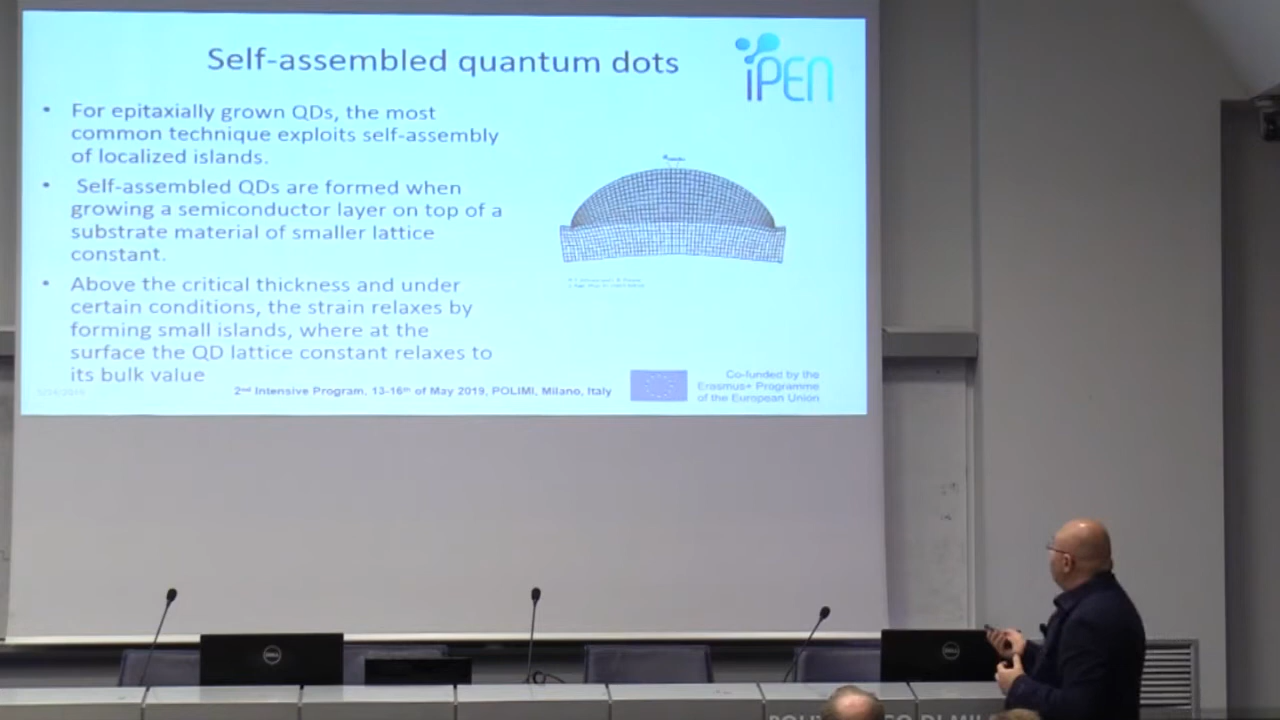 Self-assembled quantum dots
iPEN
• For epitaxially grown QDs, the most
common technique exploits self-assembly
of localized islands.
• Self-assembled QDs are formed when
growing a semiconductor layer on top of a
substrate material of smaller lattice
constant.
• Above the critical thickness and under
certain conditions, the strain relaxes by
forming small islands, where at the
surface the QD lattice constant relaxes to
its bulk value
2nd Intensive Program, 13-16th of May 2019, POLIMI, Milano, Italy
Co-funded by the
Erasmus+ Programme
of the European Union
DELL
DELL